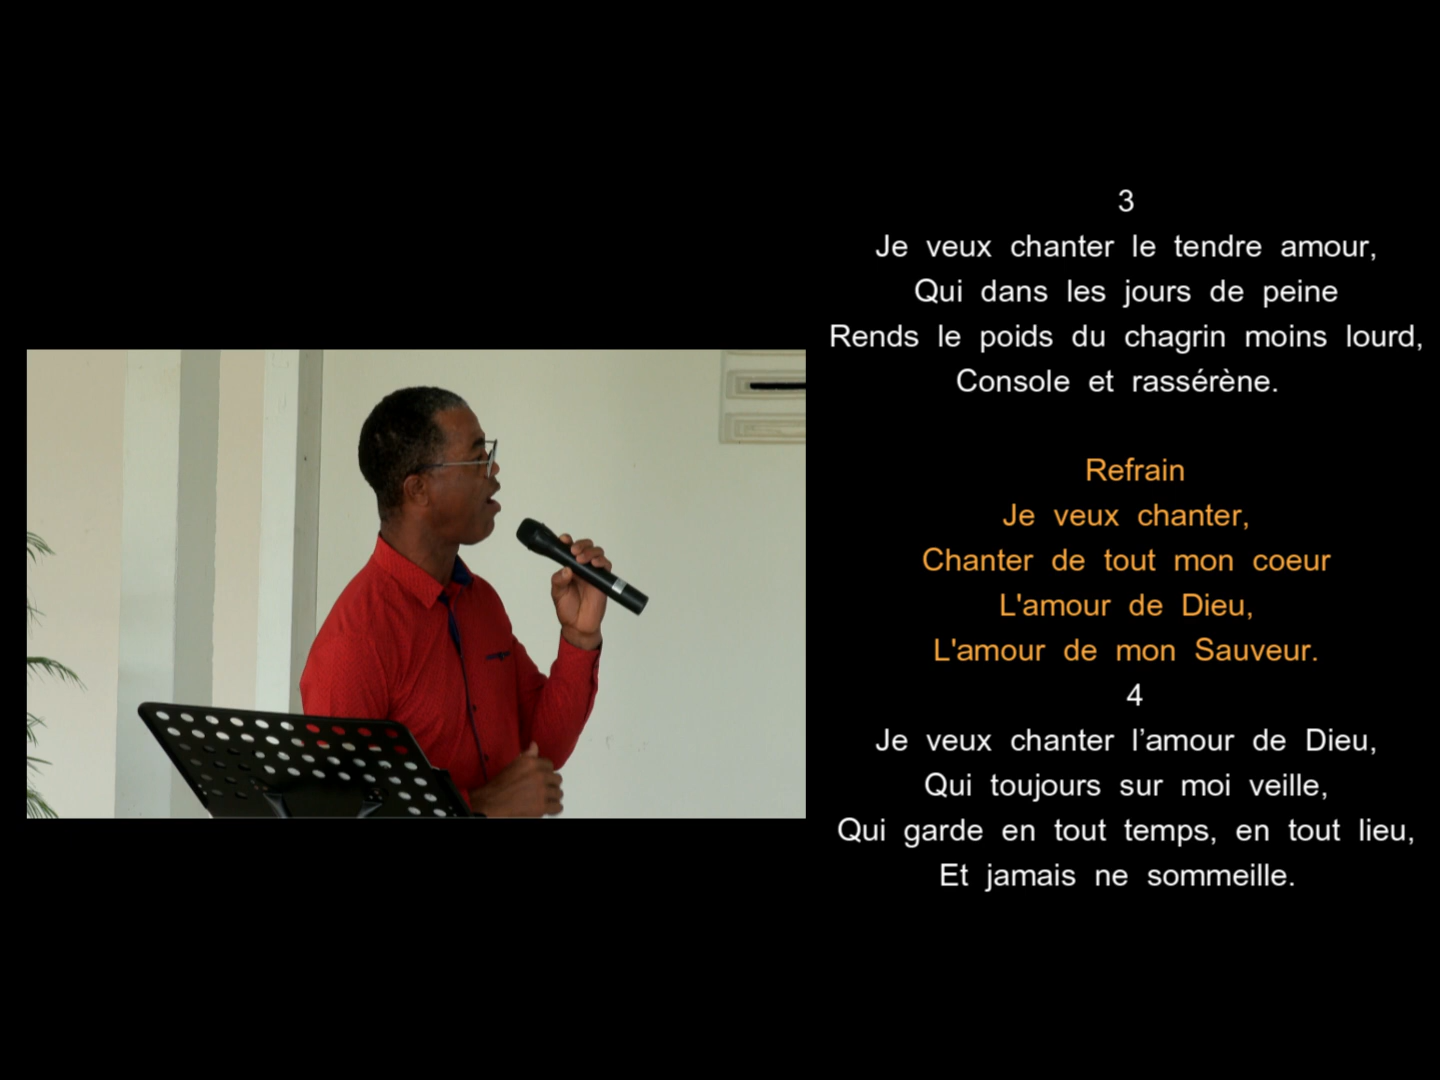 3
Je veux chanter le tendre amour,
Qui dans les jours de peine
Rends le poids du chagrin moins lourd,
Console et rassérène.
Refrain
Je veux chanter,
Chanter de tout mon coeur
L'amour de Dieu,
L'amour de mon Sauveur.
4
Je veux chanter l’amour de Dieu,
Qui toujours sur moi veille,
Qui garde en tout temps, en tout lieu,
Et jamais ne sommeille.